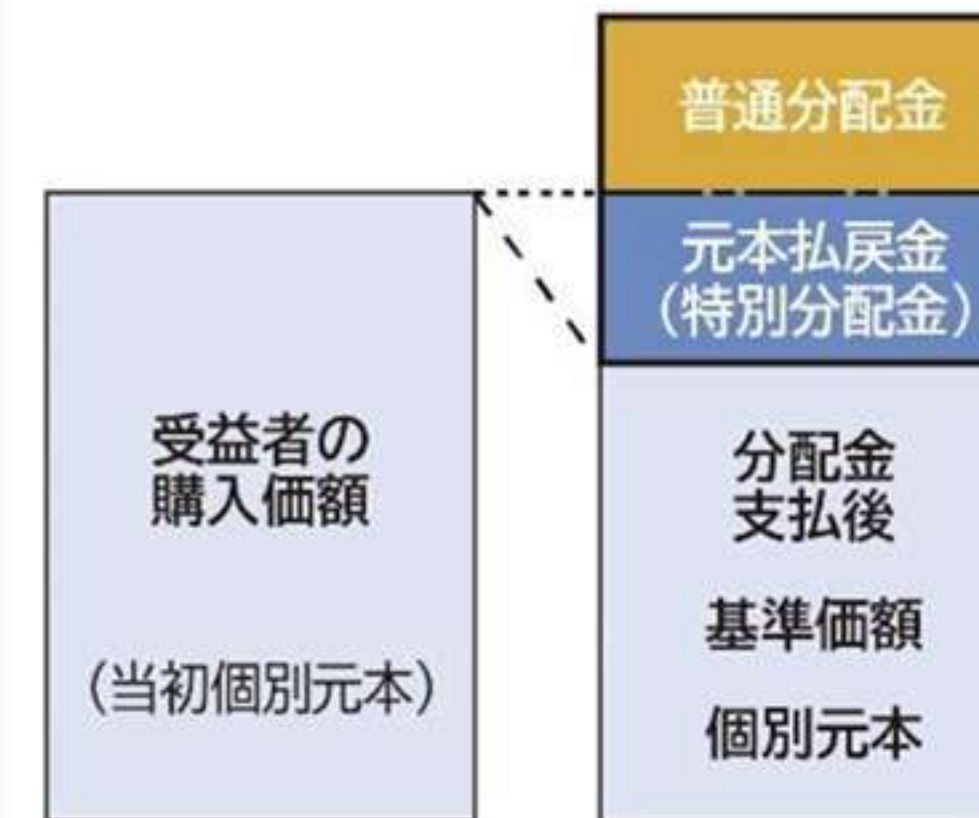 普通分配金
元本払戻金
（特別分配金）
受益者の
購入価額
（当初個別元本）
分配金
支払後
基準価額
個別元本